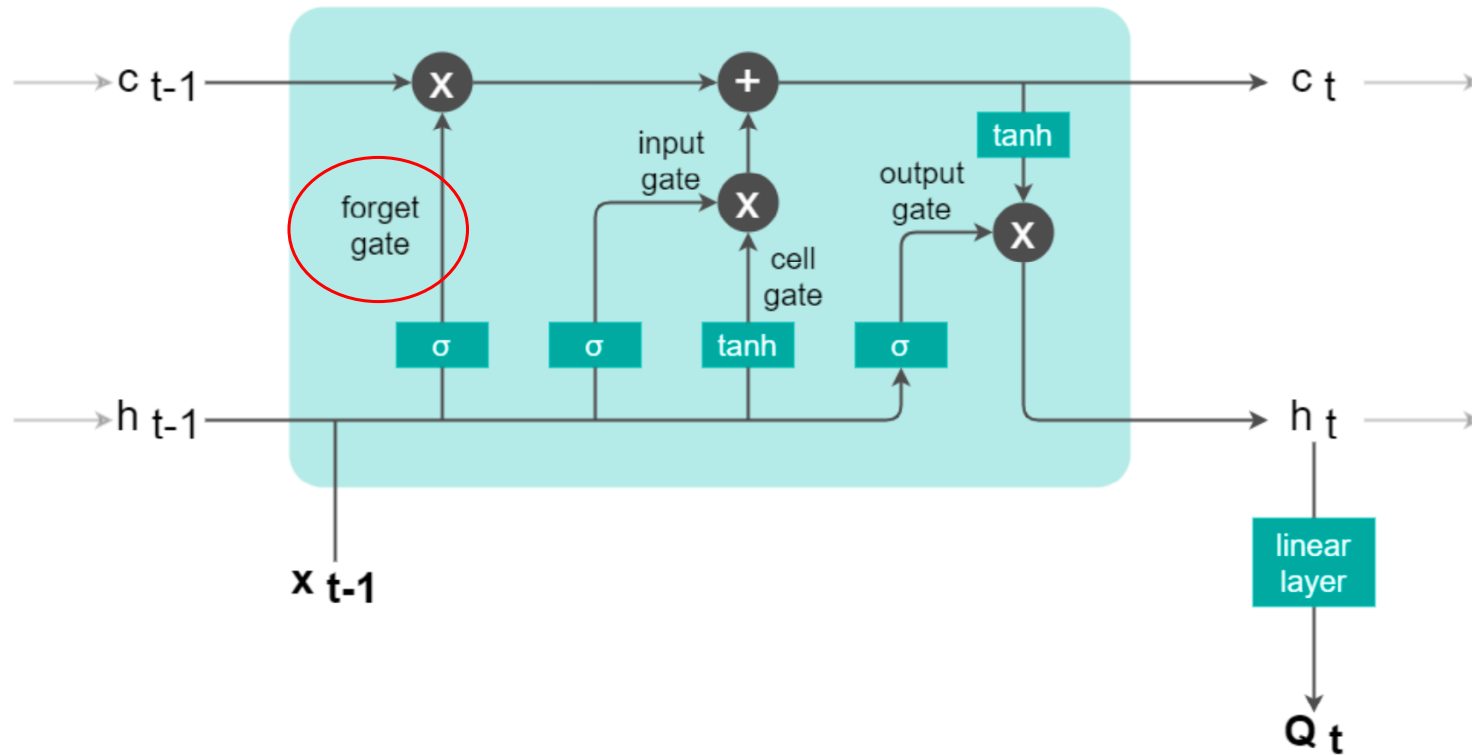 c t-1
X
+
c t
tanh
input
gate
output
gate
forget
gate
X
X
cell
gate
σ
σ
tanh
σ
h t-1
h t
x t-1
linear
layer
Q t